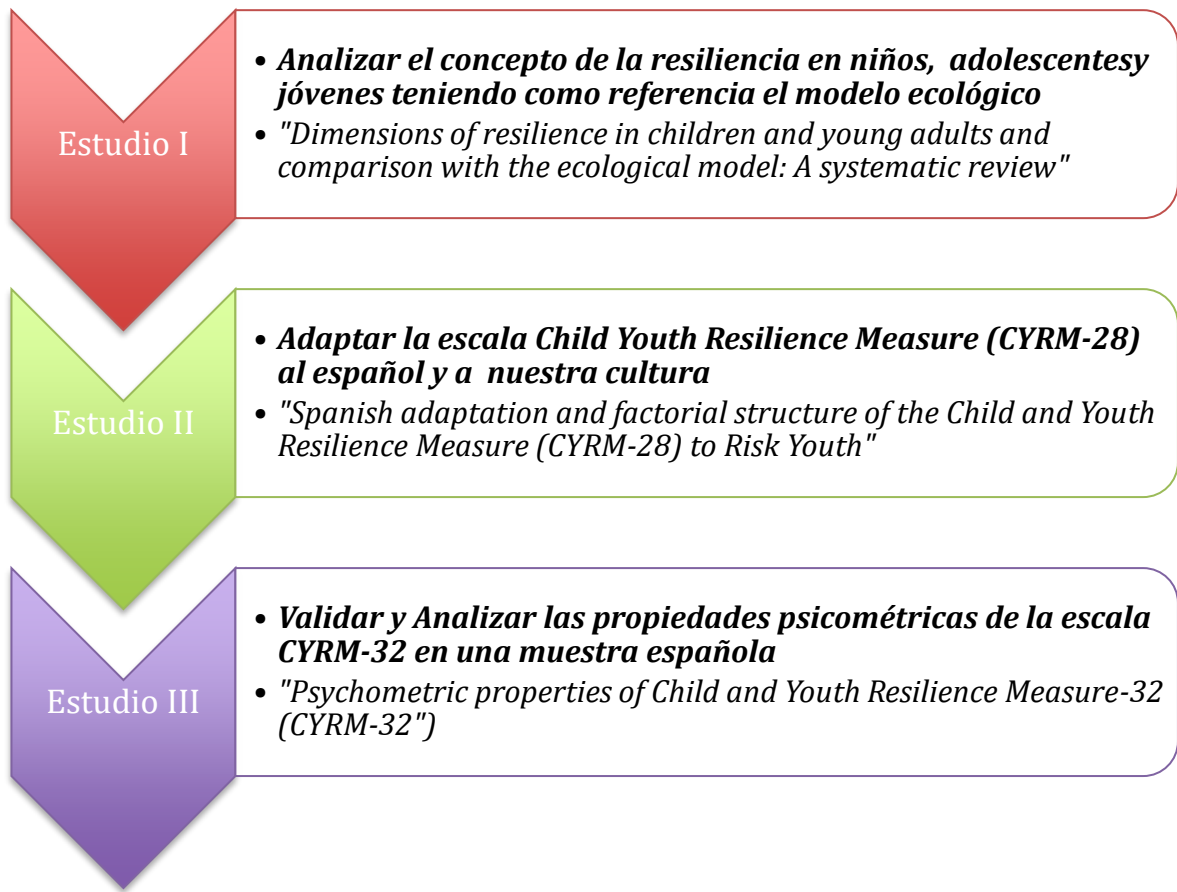 Estudio I
• Analizar el concepto de la resiliencia en niños, adolescentesy
jóvenes teniendo como referencia el modelo ecológico
• "Dimensions of resilience in children and young adults and
comparison with the ecological model: A systematic review"
Estudio II
• Adaptar la escala Child Youth Resilience Measure (CYRM-28)
al español y a nuestra cultura
• "Spanish adaptation and factorial structure of the Child and Youth
Resilience Measure (CYRM-28) to Risk Youth"
Estudio III
• Validar y Analizar las propiedades psicométricas de la escala
CYRM-32 en una muestra española
• "Psychometric properties of Child and Youth Resilience Measure-32
(CYRM-32")